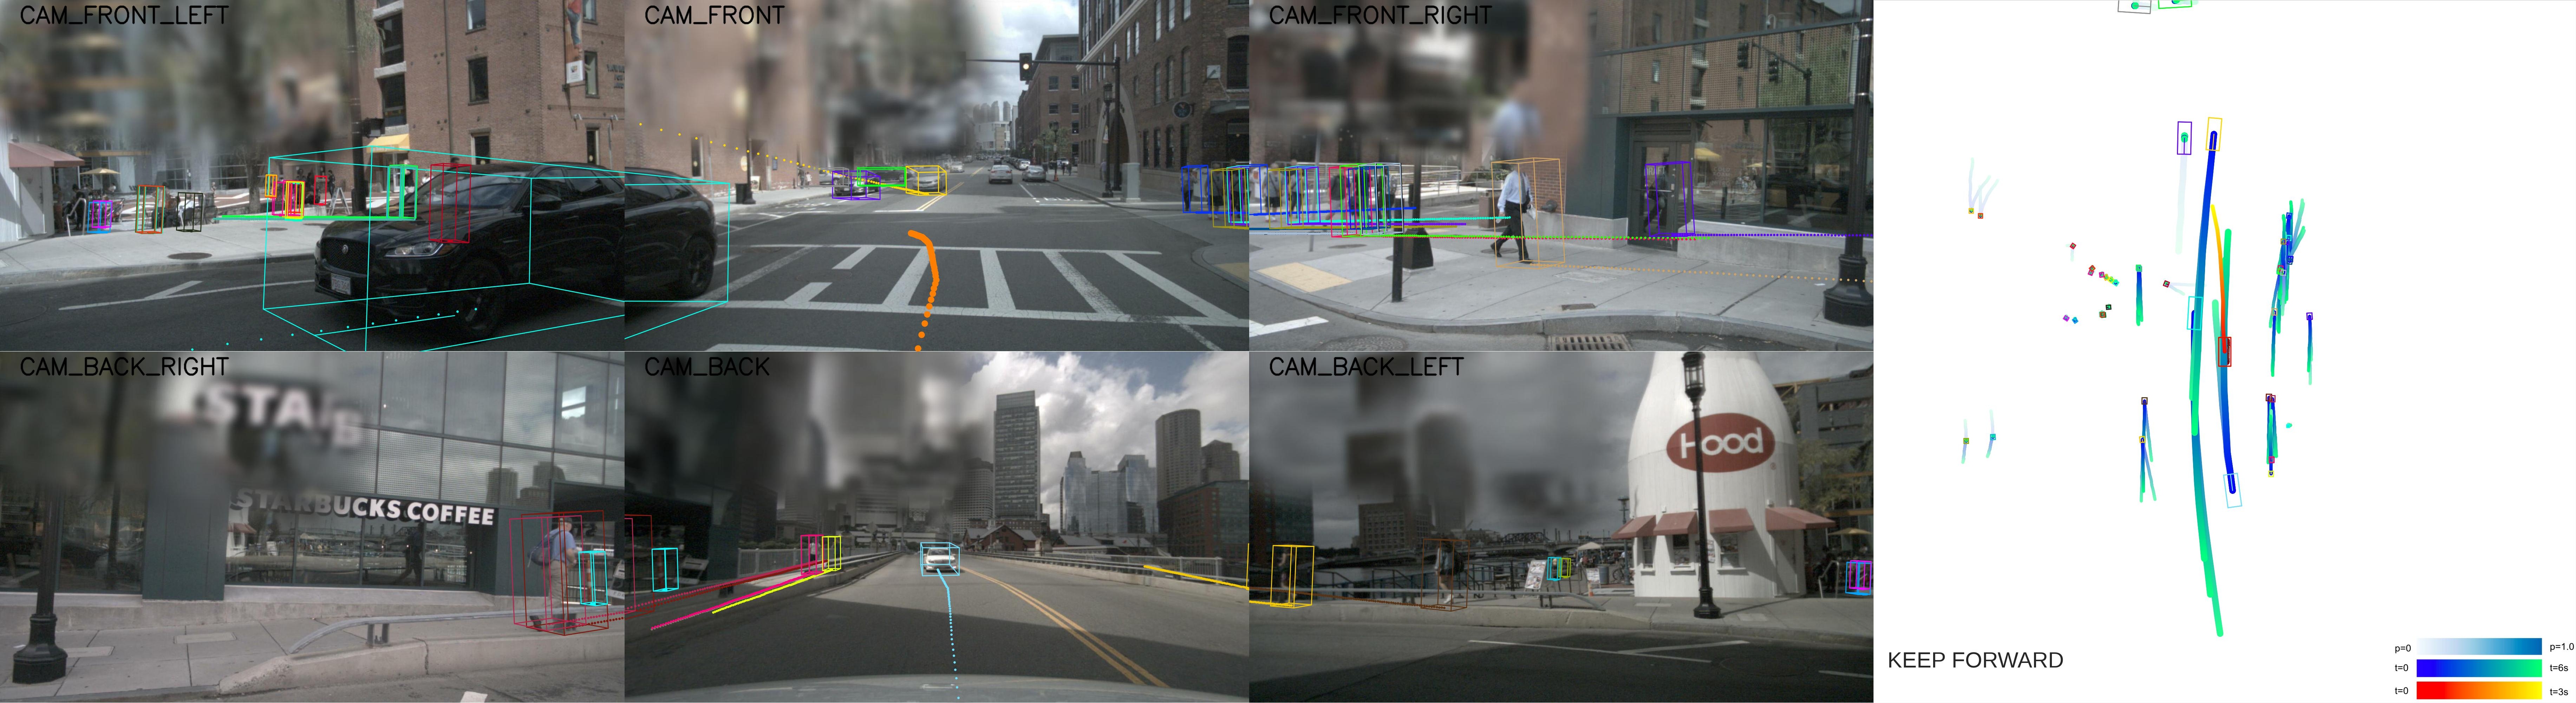 CAM_FRONT_LEFT
CAM_FRONT
CAM_FRONT_RIGHT
CAM_BACK_RIGHT
STARBUCKS COFFEE
CAM_BACK
CAM_BACK_LEFT
Hood
KEEP FORWARD
p=0
p=1.0
t=0
t=6s
t=0
t=3s